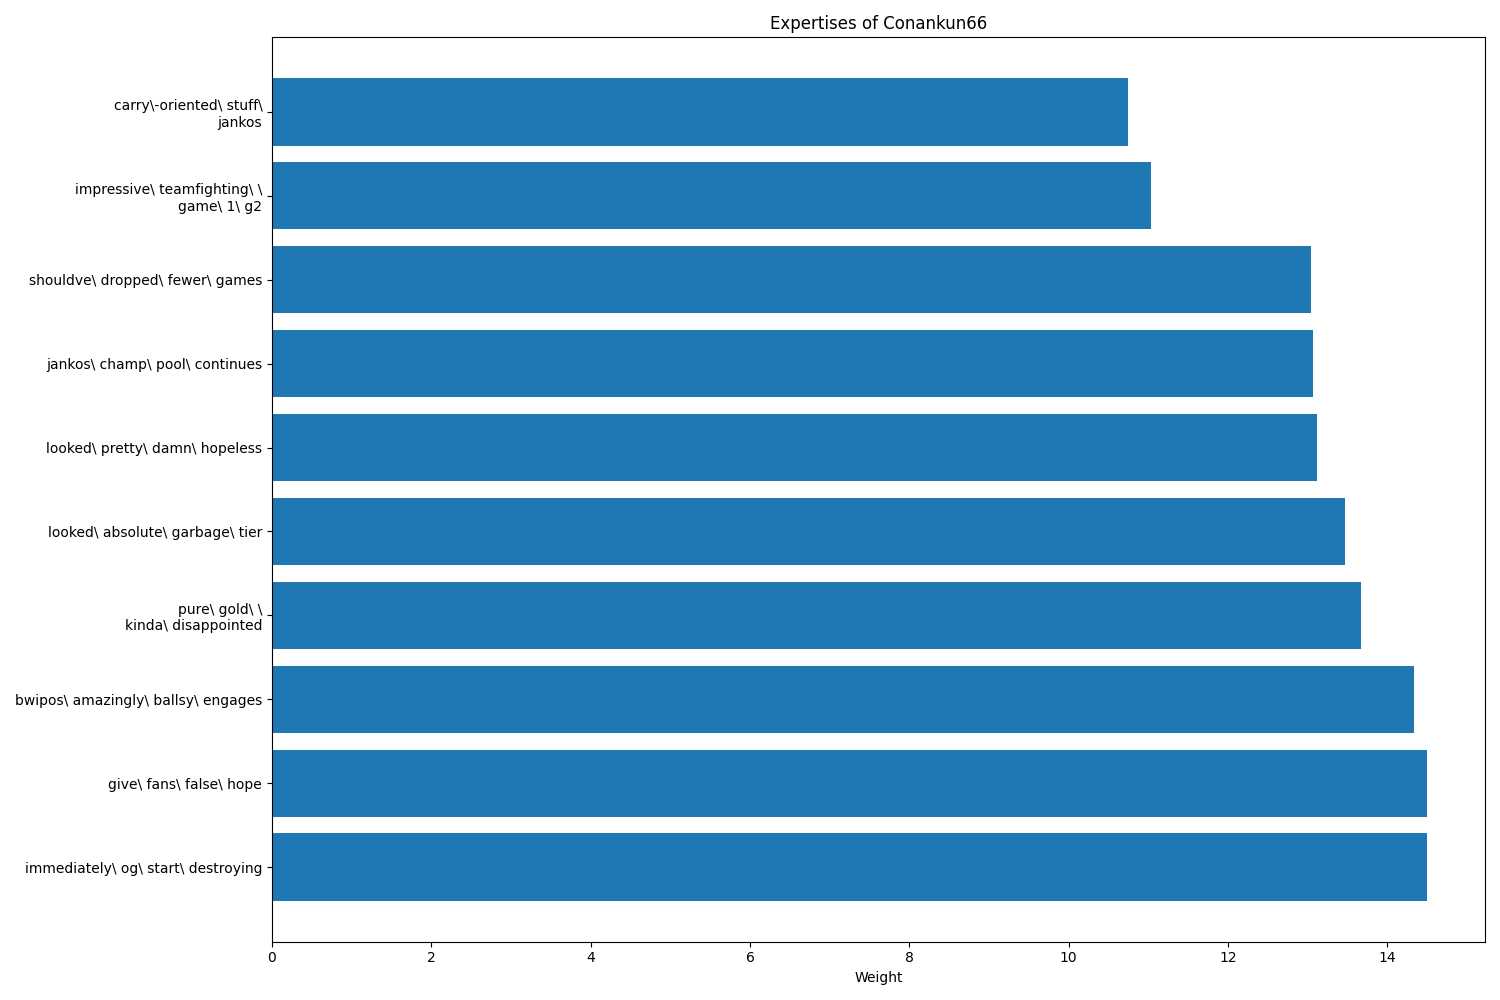 Expertises of Conankun66
carry\-oriented\ stuff\
jankos
impressive\ teamfighting\ \
game\ 1\ g2
shouldve\ dropped\ fewer\ games
jankos\ champ\ pool\ continues
looked\ pretty\ damn\ hopeless
looked\ absolute\ garbage\ tier
pure\ gold\ \
kinda\ disappointed
bwipos\ amazingly\ ballsy\ engages
give\ fans\ false\ hope
immediately\ og\ start\ destroying
0 2 4 6 8 10 12 14
Weight